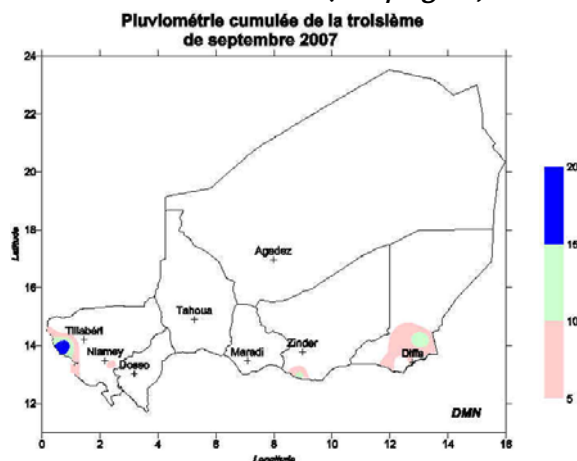 Pluviométrie cumulée de la troisième
de septembre 2007
24
22
20
18
16
14
12
Latitude
Agadez
Tahoua
Tillabéri
Niamey
Dosso
Maradi
Zinder
Diffa
DMN
0 2 4 6 8 10 12 14 16
Longitude
20
15
10
5